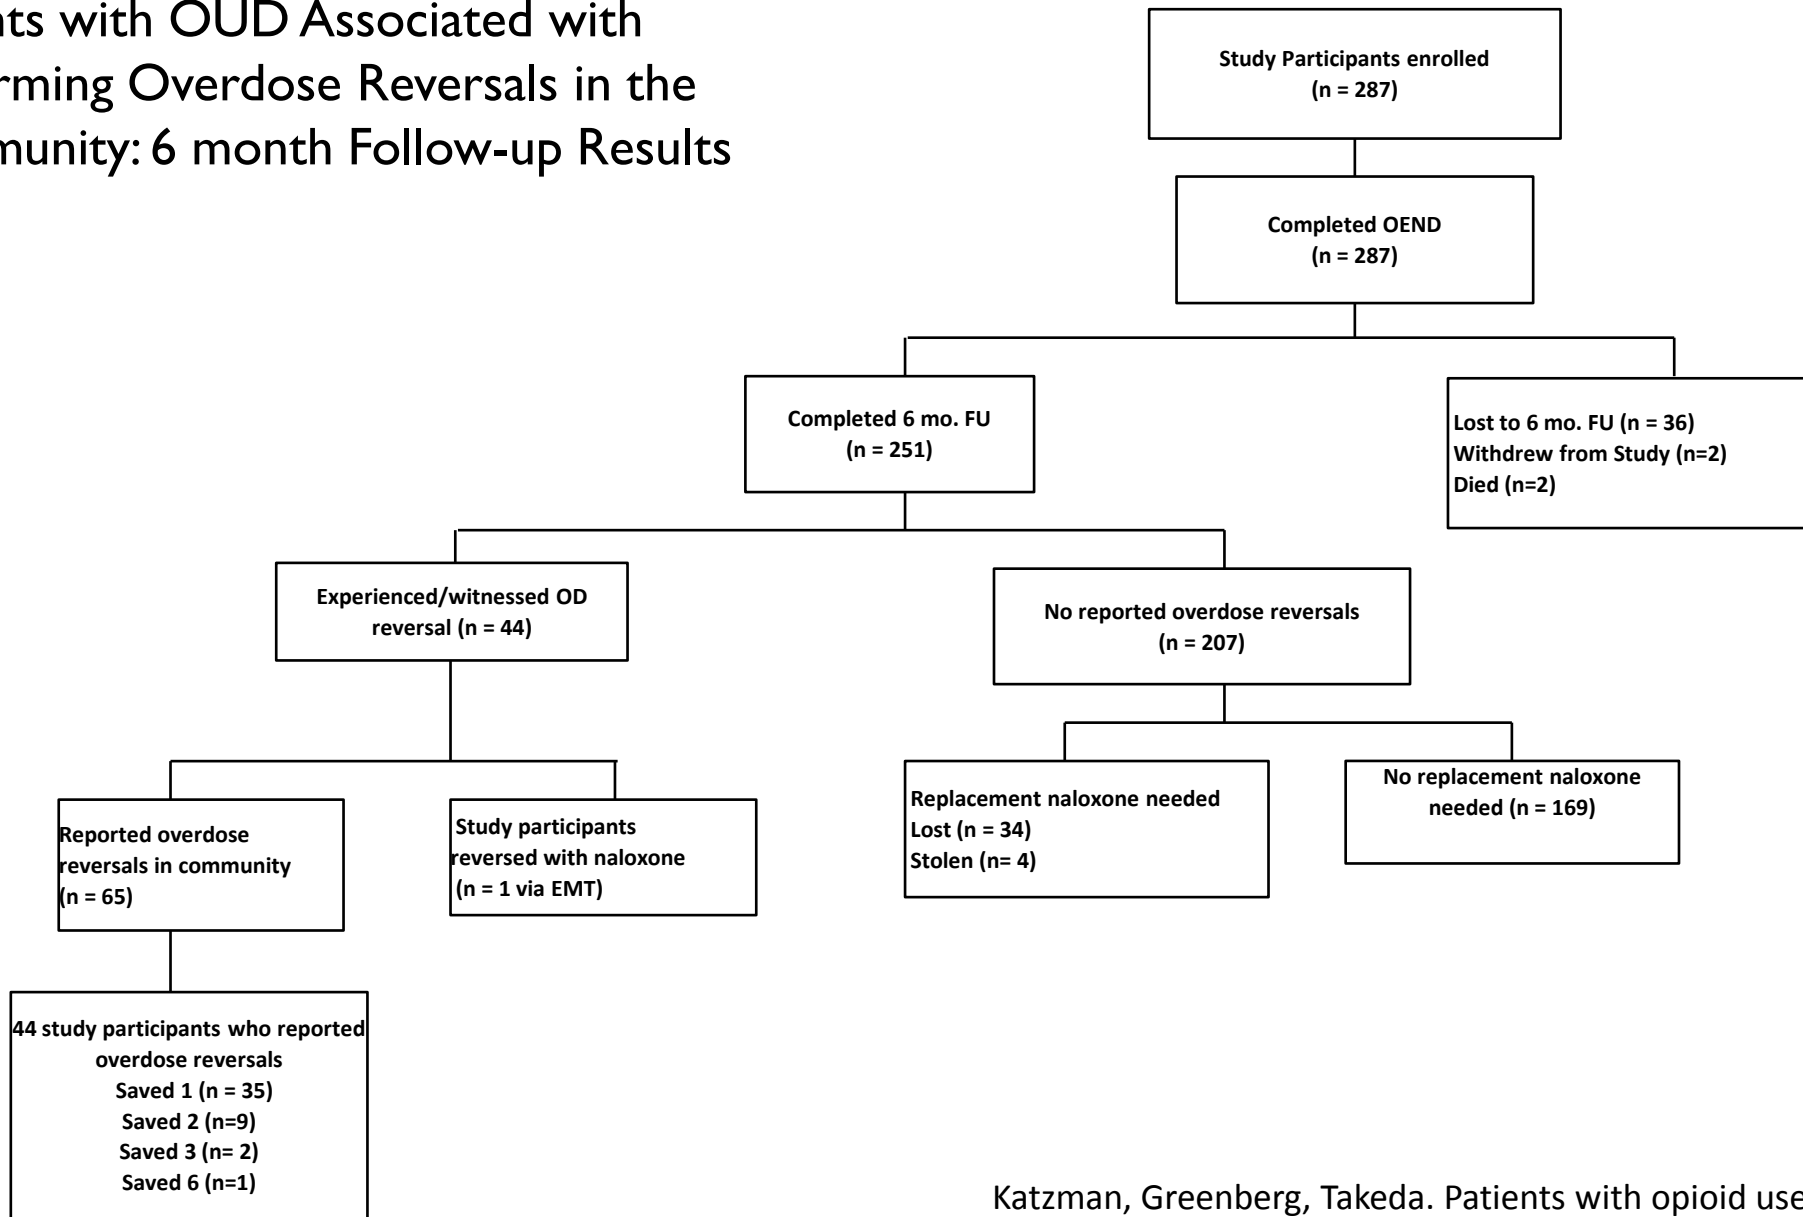 nts with OUD Associated with
rming Overdose Reversals in the
munity: 6 month Follow-up Results
Study Participants enrolled
(n = 287)
Completed OEND
(n = 287)
Completed 6 mo. FU
(n = 251)
Lost to 6 mo. FU (n = 36)
Withdrew from Study (n=2)
Died (n=2)
Experienced/witnessed OD
reversal (n = 44)
No reported overdose reversals
(n = 207)
Reported overdose
reversals in community
(n = 65)
Study participants
reversed with naloxone
(n = 1 via EMT)
Replacement naloxone needed
Lost (n = 34)
Stolen (n= 4)
No replacement naloxone
needed (n = 169)
44 study participants who reported
overdose reversals
Saved 1 (n = 35)
Saved 2 (n=9)
Saved 3 (n= 2)
Saved 6 (n=1)
Katzman, Greenberg, Takeda. Patients with opioid use